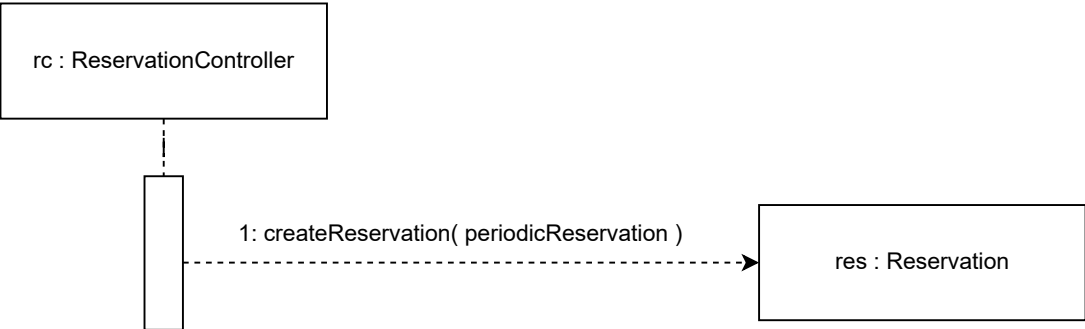 rc : ReservationController
1: createReservation( periodicReservation )
res : Reservation